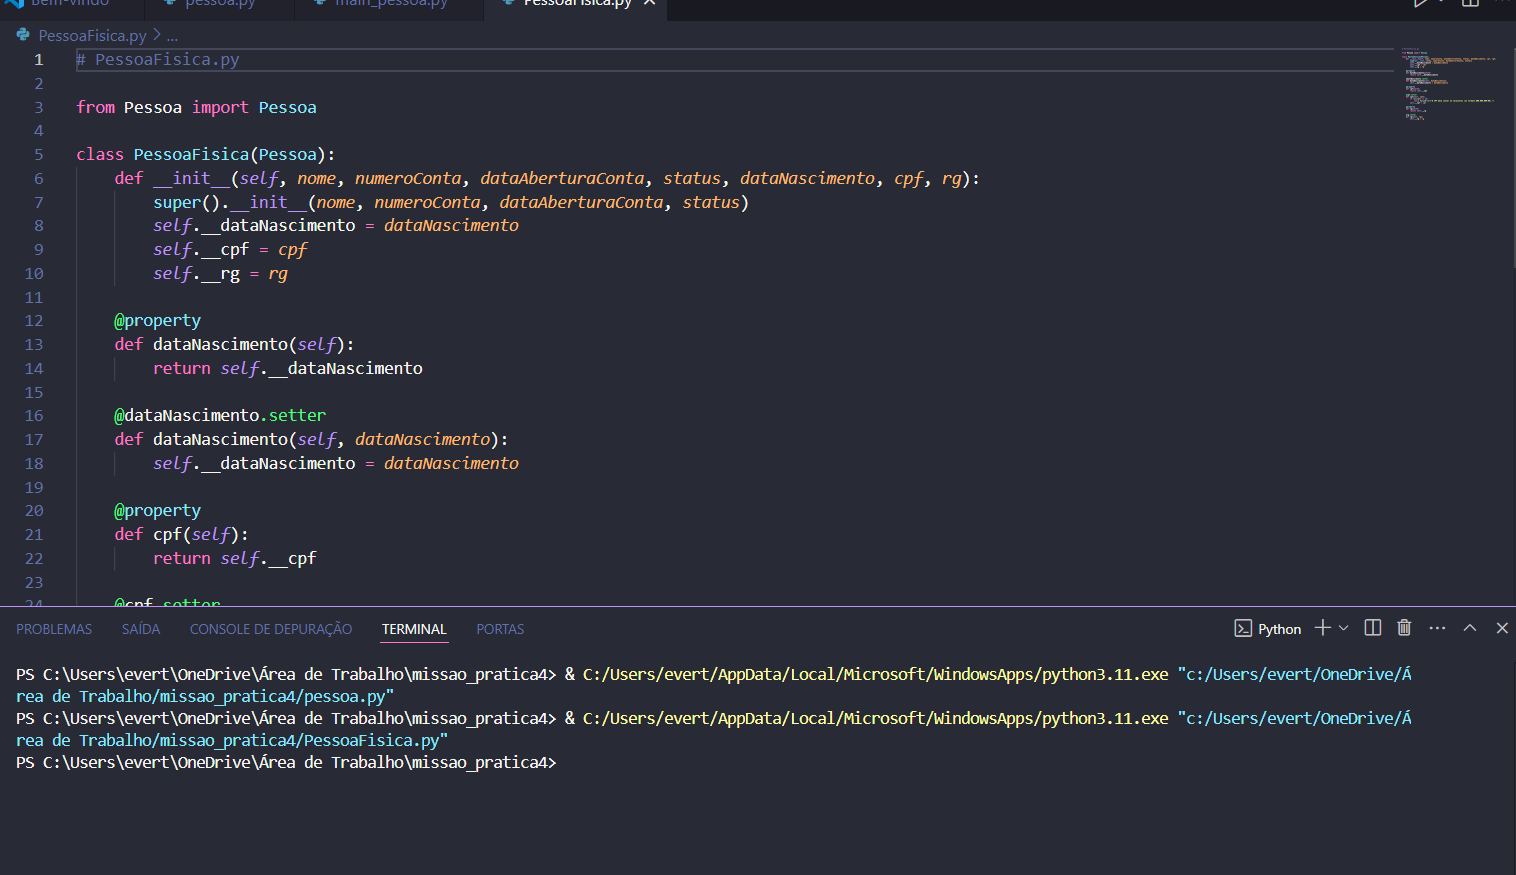 Bem-vindo pessoa.py main_pessoa.py PessoaFisica.py
PessoaFisica.py > ...
1 # PessoaFisica.py
2
3 from Pessoa import Pessoa
4
5 class PessoaFisica(Pessoa):
6 def __init__(self, nome, numeroConta, dataAberturaConta, status, dataNascimento, cpf, rg):
7 super().__init__(nome, numeroConta, dataAberturaConta, status)
8 self.__dataNascimento = dataNascimento
9 self.__cpf = cpf
10 self.__rg = rg
11
12 @property
13 def dataNascimento(self):
14 return self.__dataNascimento
15
16 @dataNascimento.setter
17 def dataNascimento(self, dataNascimento):
18 self.__dataNascimento = dataNascimento
19
20 @property
21 def cpf(self):
22 return self.__cpf
23
24 @cpf.setter
PROBLEMAS SAÍDA CONSOLE DE DEPURAÇÃO TERMINAL PORTAS Python
PS C:\Users\evert\OneDrive\Área de Trabalho\missao_pratica4> & C:/Users/evert/AppData/Local/Microsoft/WindowsApps/python3.11.exe "c:/Users/evert/OneDrive/Á
rea de Trabalho/missao_pratica4/pessoa.py"
PS C:\Users\evert\OneDrive\Área de Trabalho\missao_pratica4> & C:/Users/evert/AppData/Local/Microsoft/WindowsApps/python3.11.exe "c:/Users/evert/OneDrive/Á
rea de Trabalho/missao_pratica4/PessoaFisica.py"
PS C:\Users\evert\OneDrive\Área de Trabalho\missao_pratica4>